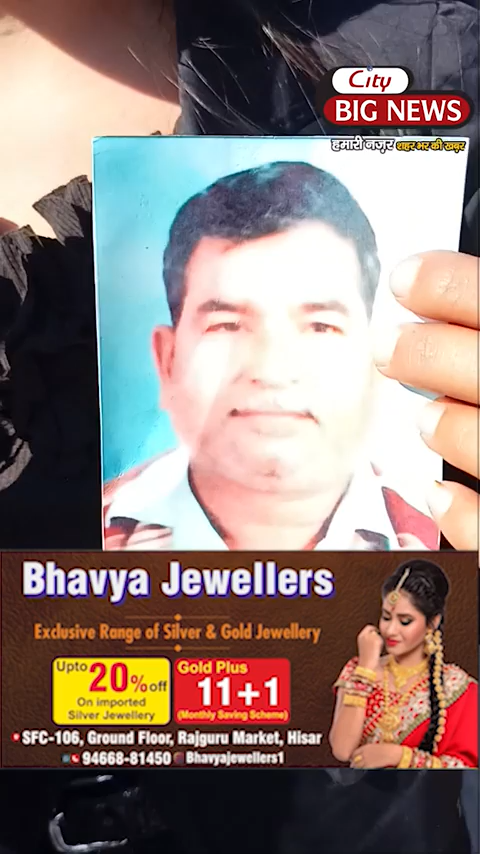 City
BIG NEWS
हमारी नज़र शहर भर की खबर
Bhavya Jewellers
Exclusive Range of Silver & Gold Jewellery
Upto 20% off
On imported
Silver Jewellery
Gold Plus
11+1
(Monthly Saving Scheme)
SFC-106, Ground Floor, Rajguru Market, Hisar
94668-81450 Bhavyajewellers1